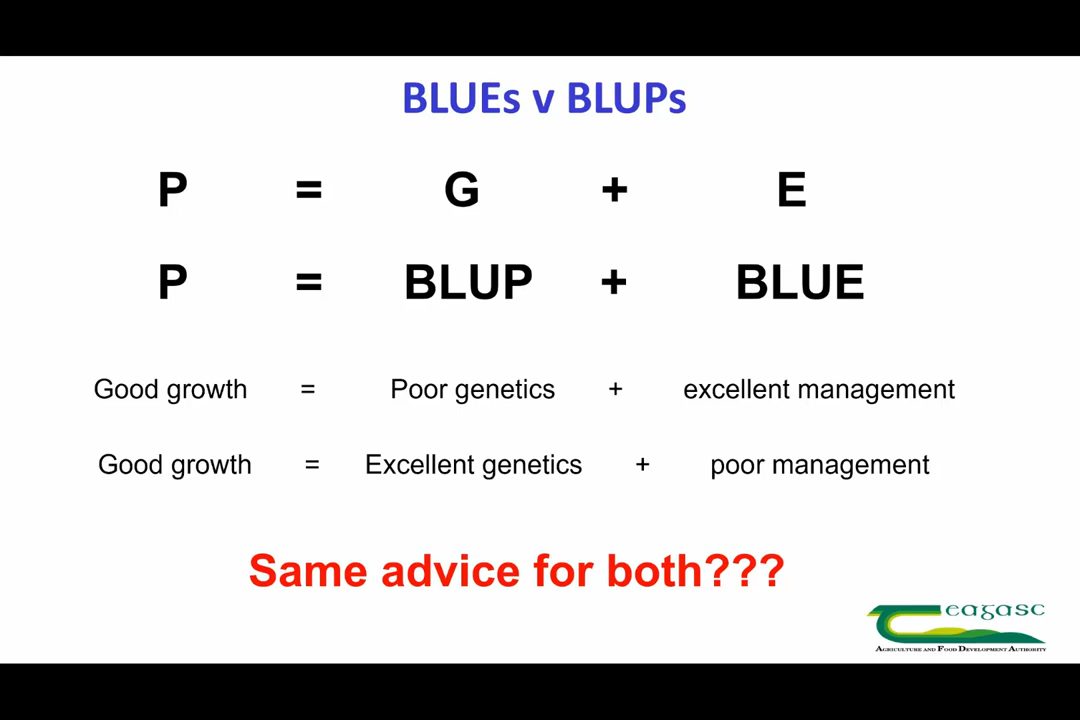 BLUEs v BLUPs
P = G + E
P = BLUP + BLUE
Good growth = Poor genetics + excellent management
Good growth = Excellent genetics + poor management
Same advice for both???
Teagasc
AGRICULTURE AND FOOD DEVELOPMENT AUTHORITY